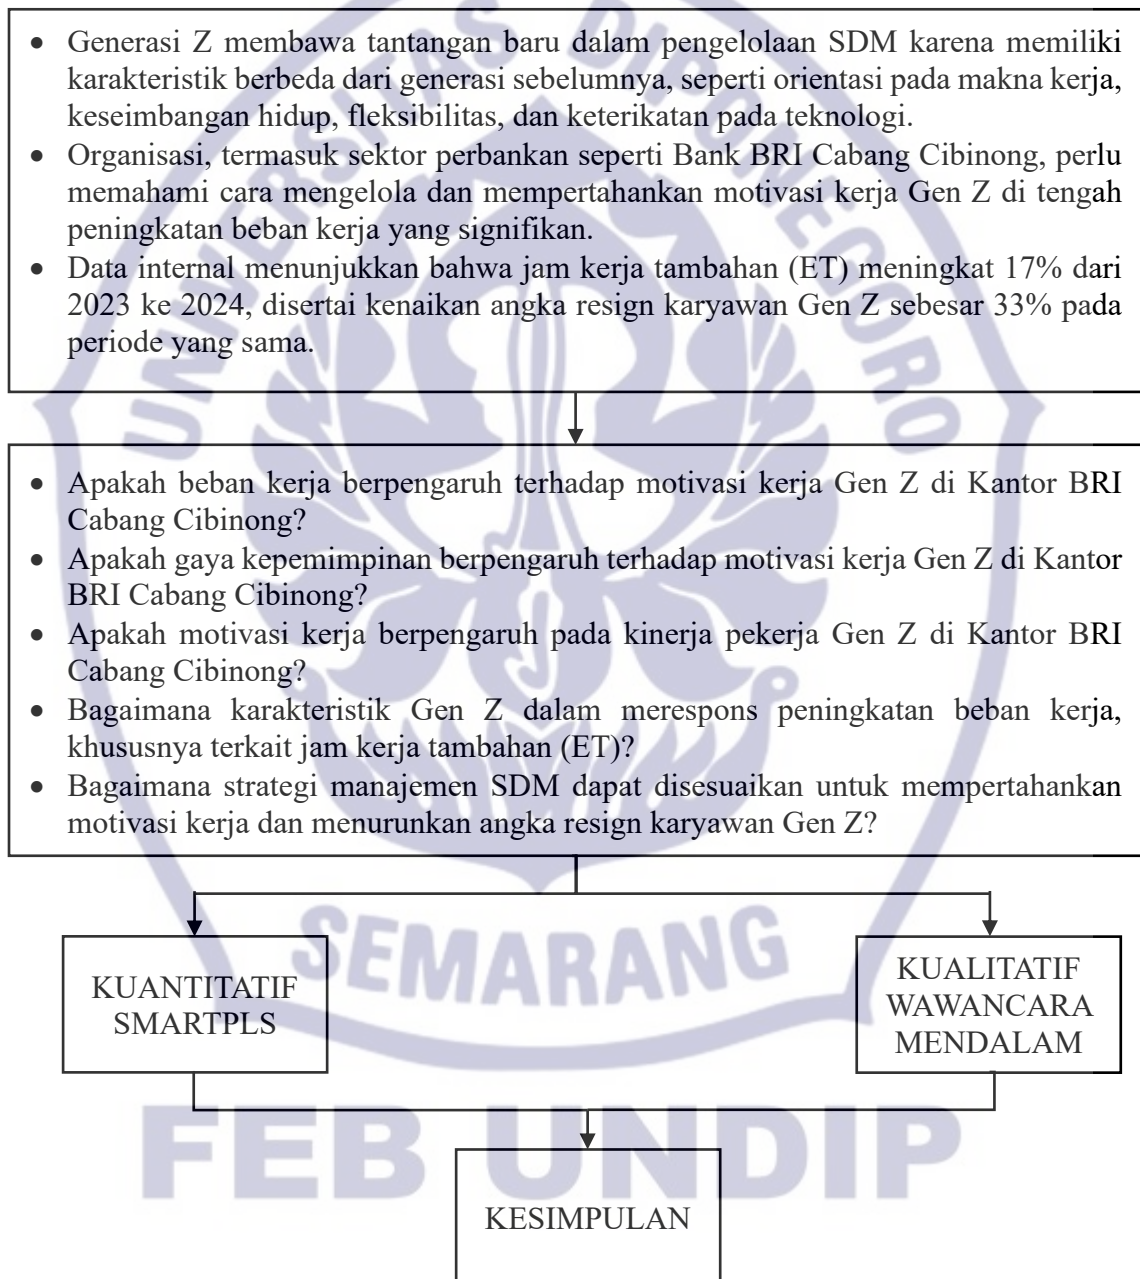 UNIVERSITAS DIPONEGORO
• Generasi Z membawa tantangan baru dalam pengelolaan SDM karena memiliki
karakteristik berbeda dari generasi sebelumnya, seperti orientasi pada makna kerja,
keseimbangan hidup, fleksibilitas, dan keterikatan pada teknologi.
• Organisasi, termasuk sektor perbankan seperti Bank BRI Cabang Cibinong, perlu
memahami cara mengelola dan mempertahankan motivasi kerja Gen Z di tengah
peningkatan beban kerja yang signifikan.
• Data internal menunjukkan bahwa jam kerja tambahan (ET) meningkat 17% dari
2023 ke 2024, disertai kenaikan angka resign karyawan Gen Z sebesar 33% pada
periode yang sama.
• Apakah beban kerja berpengaruh terhadap motivasi kerja Gen Z di Kantor BRI
Cabang Cibinong?
• Apakah gaya kepemimpinan berpengaruh terhadap motivasi kerja Gen Z di Kantor
BRI Cabang Cibinong?
• Apakah motivasi kerja berpengaruh pada kinerja pekerja Gen Z di Kantor BRI
Cabang Cibinong?
• Bagaimana karakteristik Gen Z dalam merespons peningkatan beban kerja,
khususnya terkait jam kerja tambahan (ET)?
• Bagaimana strategi manajemen SDM dapat disesuaikan untuk mempertahankan
motivasi kerja dan menurunkan angka resign karyawan Gen Z?
SEMARANG
KUANTITATIF
SMARTPLS
KUALITATIF
WAWANCARA
MENDALAM
FEB UNDIP
KESIMPULAN